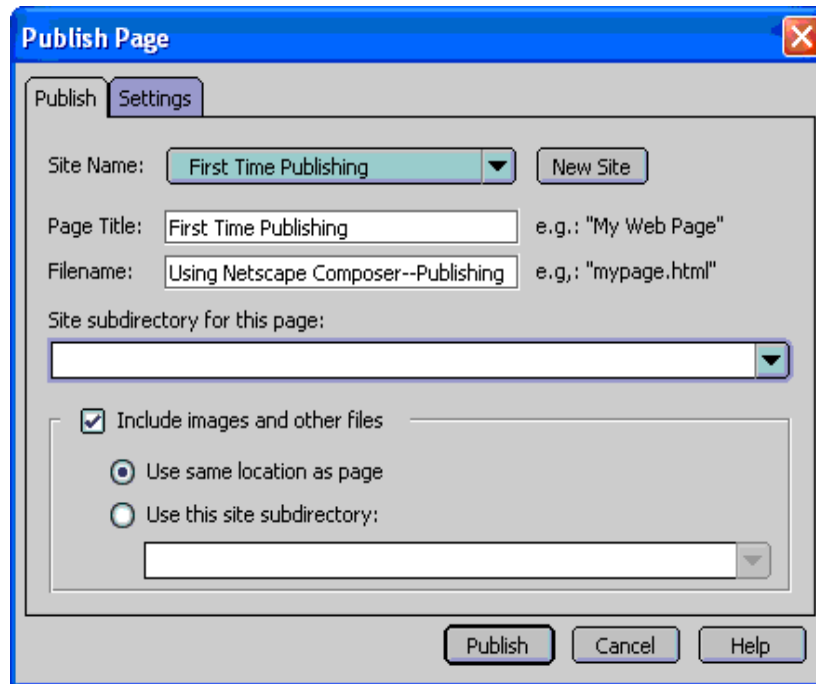 Publish Page
Publish Settings
Site Name: First Time Publishing New Site
Page Title: First Time Publishing e.g.: "My Web Page"
Filename: Using Netscape Composer--Publishing e.g,: "mypage.html"
Site subdirectory for this page:
Include images and other files
Use same location as page
Use this site subdirectory:
Publish Cancel Help